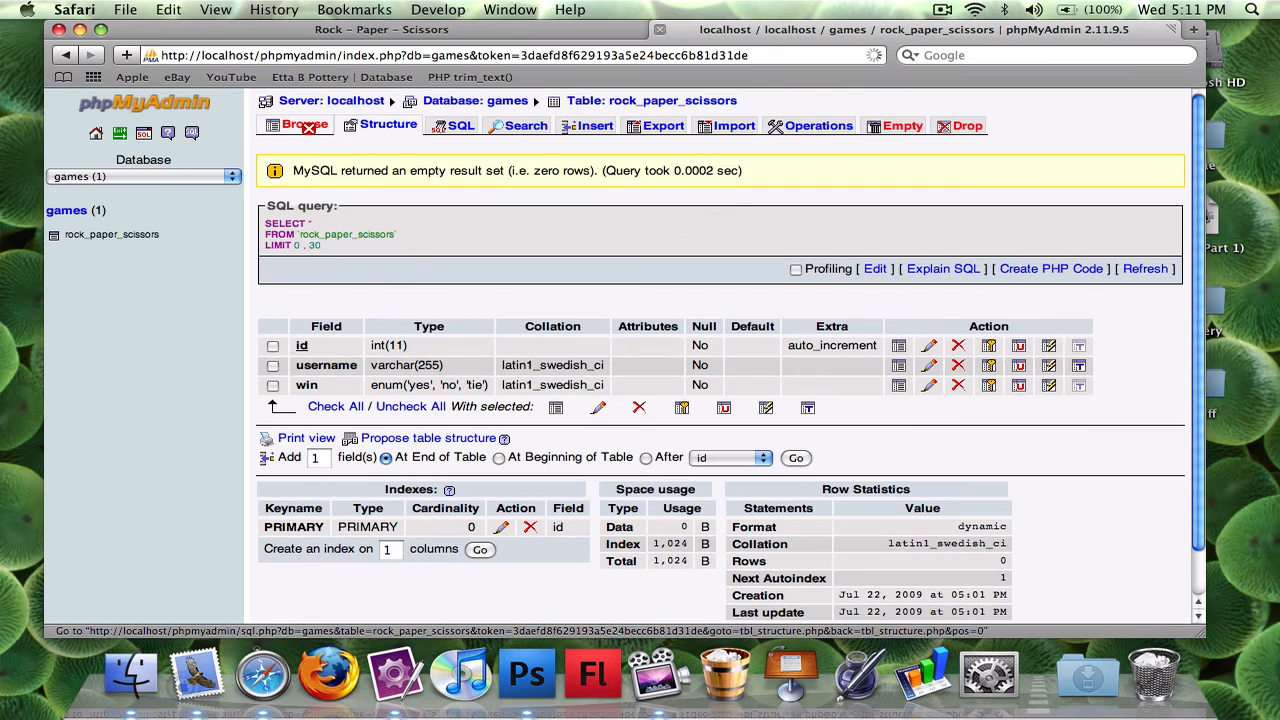 Safari File Edit View History Bookmarks Develop Window Help (100%) Wed 5:11 PM
Rock – Paper – Scissors
localhost / localhost / games / rock_paper_scissors | phpMyAdmin 2.11.9.5
http://localhost/phpmyadmin/index.php?db=games&token=3daefd8f629193a3de24becc6b81d31de
Google
Apple eBay YouTube Etta B Pottery | Database PHP trim_text()
phpMyAdmin
Server: localhost Database: games Table: rock_paper_scissors
Browse Structure SQL Search Insert Export Import Operations Empty Drop
Database
games (1)
games (1)
rock_paper_scissors
MySQL returned an empty result set (i.e. zero rows). (Query took 0.0002 sec)
SQL query:
SELECT *
FROM `rock_paper_scissors`
LIMIT 0 , 30
Profiling [ Edit ] [ Explain SQL ] [ Create PHP Code ] [ Refresh ]
Field Type Collation Attributes Null Default Extra Action
id int(11) No auto_increment
username varchar(255) latin1_swedish_ci No
win enum('yes', 'no', 'tie') latin1_swedish_ci No
Check All / Uncheck All With selected:
Print view Propose table structure
Add 1 field(s) At End of Table At Beginning of Table After id Go
Indexes:
Keyname Type Cardinality Action Field
PRIMARY PRIMARY 0 id
Create an index on 1 columns Go
Space usage
Type Usage
Data 0 B
Index 1,024 B
Total 1,024 B
Row Statistics
Statements Value
Format dynamic
Collation latin1_swedish_ci
Rows 0
Next Autoindex 1
Creation Jul 22, 2009 at 05:01 PM
Last update Jul 22, 2009 at 05:01 PM
Go to "http://localhost/phpmyadmin/sql.php?db=games&table=rock_paper_scissors&token=3daefd8f629193a3de24becc6b81d31de&goto=tbl_structure.php&back=tbl_structure.php&pos=0"
Ps
Fl
sh HD
Part 1)